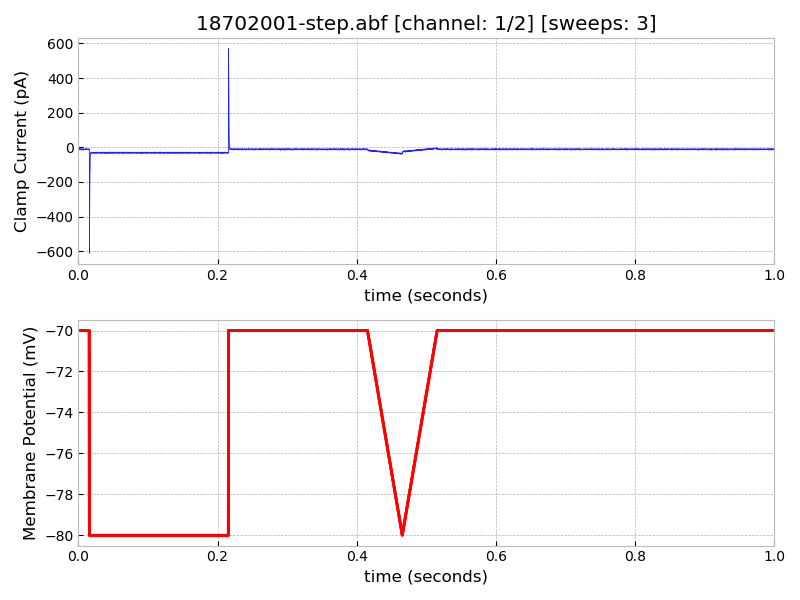 18702001-step.abf [channel: 1/2] [sweeps: 3]
Clamp Current (pA)
600
400
200
0
−200
−400
−600
0.0 0.2 0.4 0.6 0.8 1.0
time (seconds)
Membrane Potential (mV)
−70
−72
−74
−76
−78
−80
0.0 0.2 0.4 0.6 0.8 1.0
time (seconds)